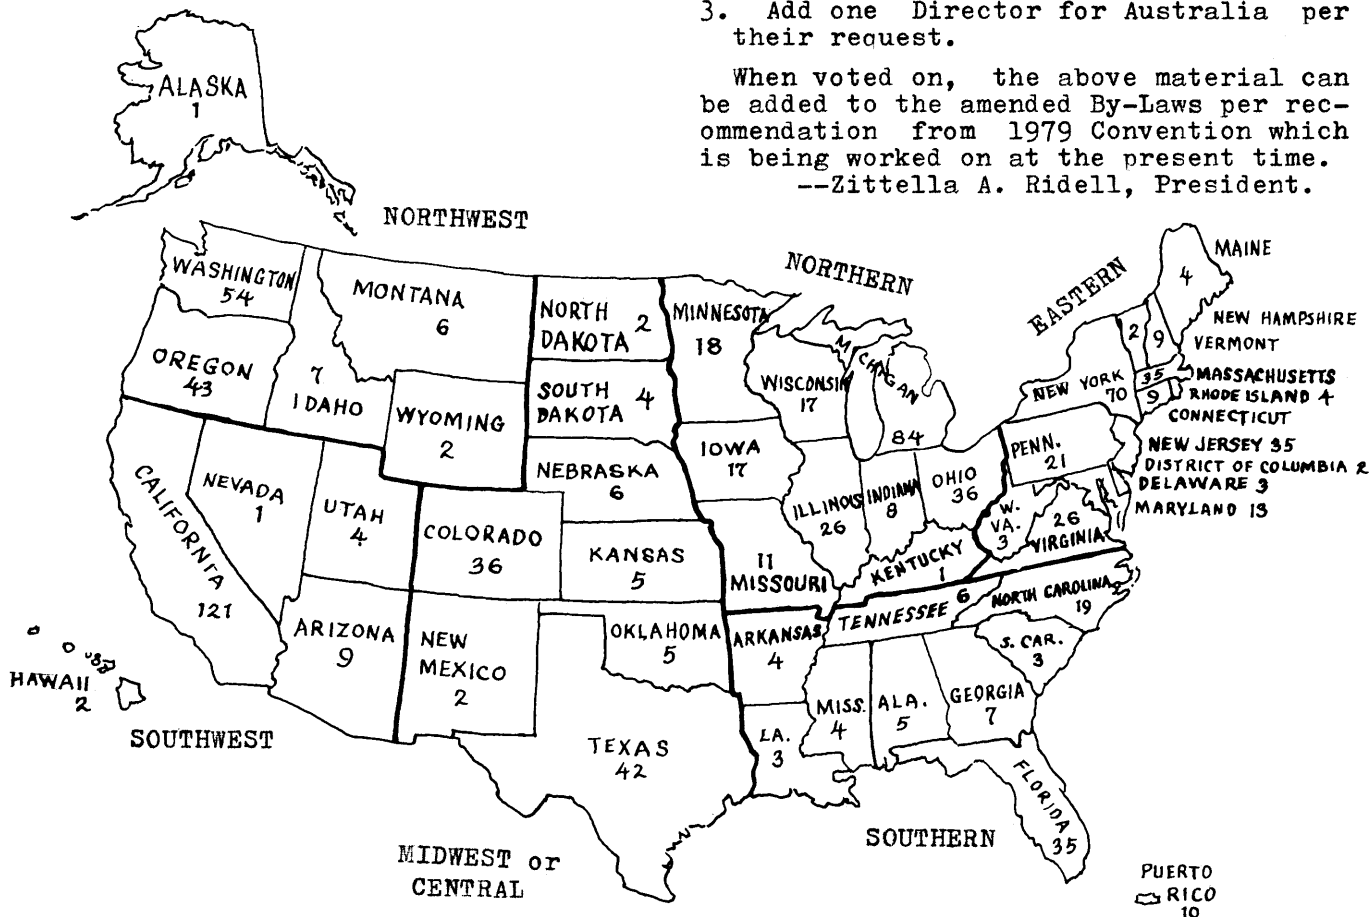 3. Add one Director for Australia per
their request.
When voted on, the above material can
be added to the amended By-Laws per rec-
ommendation from 1979 Convention which
is being worked on at the present time.
--Zittella A. Ridell, President.
ALASKA
1
NORTHWEST
NORTHERN
EASTERN
MAINE
4
WASHINGTON
54
MONTANA
6
NORTH
DAKOTA 2
MINNESOTA
18
MICHIGAN
84
NEW HAMPSHIRE
2
9
VERMONT
OREGON
43
7
IDAHO
WYOMING
2
SOUTH
DAKOTA 4
WISCONSIN
17
NEW YORK
70
35
MASSACHUSETTS
9
RHODE ISLAND 4
CONNECTICUT
NEBRASKA
6
IOWA
17
PENN.
21
NEW JERSEY 35
DISTRICT OF COLUMBIA 2
DELAWARE 3
MARYLAND 13
CALIFORNIA
121
NEVADA
1
UTAH
4
COLORADO
36
KANSAS
5
11
MISSOURI
ILLINOIS
26
INDIANA
8
OHIO
36
W.
VA.
3
26
VIRGINIA
KENTUCKY
1
ARIZONA
9
NEW
MEXICO
2
OKLAHOMA
5
ARKANSAS
4
TENNESSEE 6
NORTH CAROLINA
19
S. CAR.
3
HAWAII
2
SOUTHWEST
TEXAS
42
LA.
3
MISS.
4
ALA.
5
GEORGIA
7
FLORIDA
35
MIDWEST or
CENTRAL
SOUTHERN
PUERTO
RICO
10